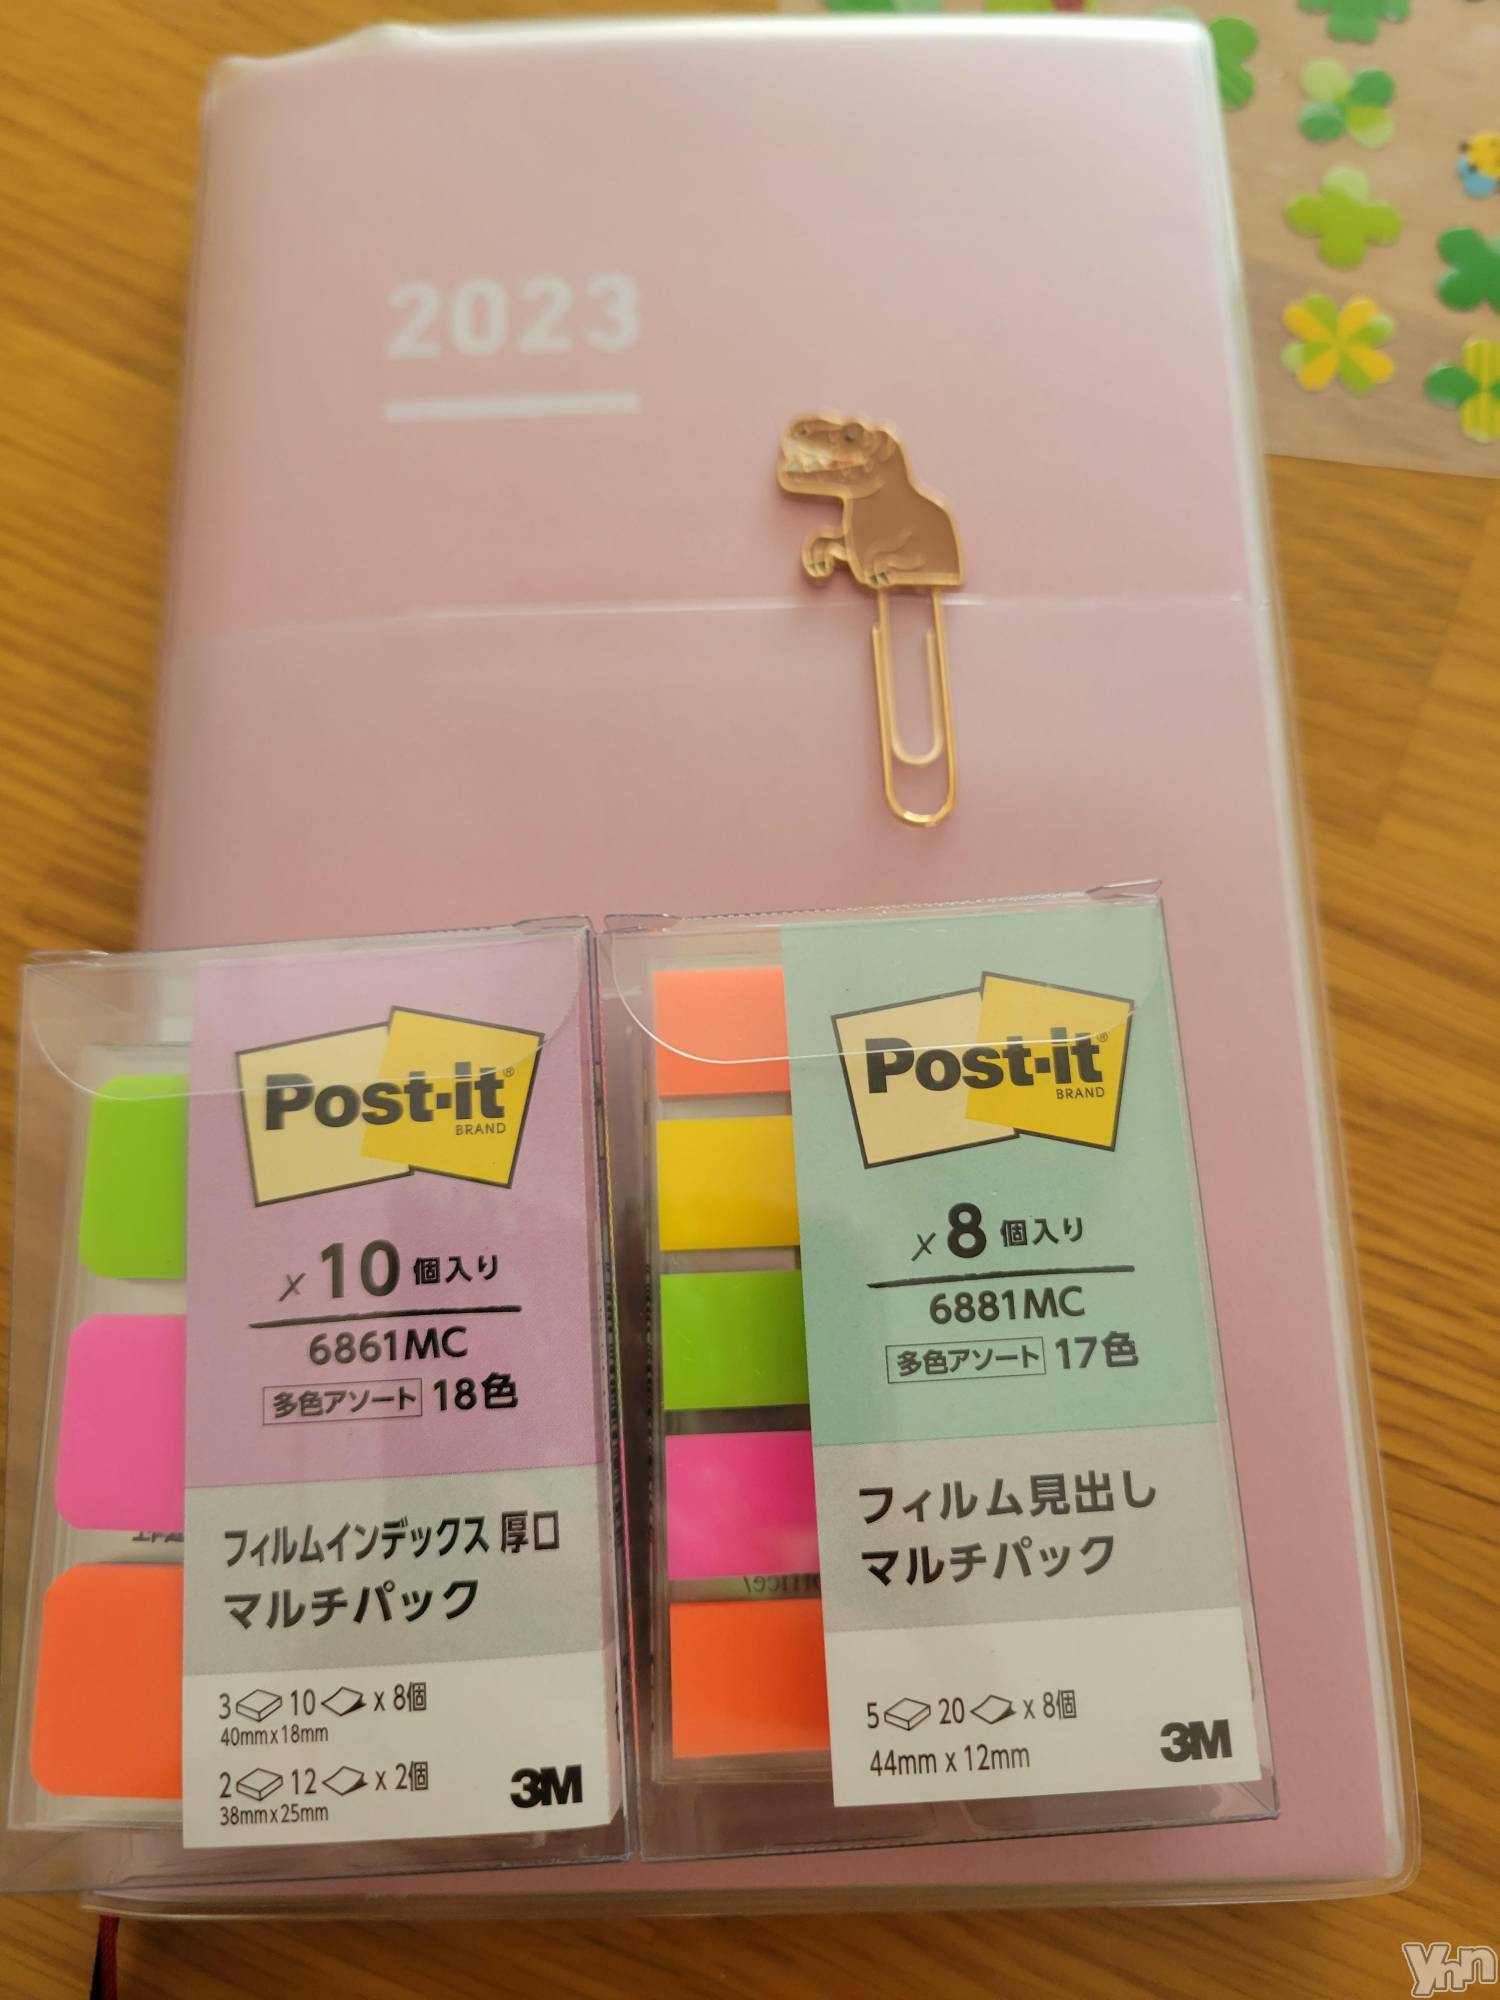 2023
Post-it®
BRAND
x 10 個入り
6861MC
多色アソート 18色
フィルムインデックス 厚口
マルチパック
3 10 x 8個
40mmx18mm
2 12 x 2個
38mmx25mm
3M
Post-it®
BRAND
x 8 個入り
6881MC
多色アソート 17色
フィルム見出し
マルチパック
5 20 x 8個
44mm x 12mm
3M